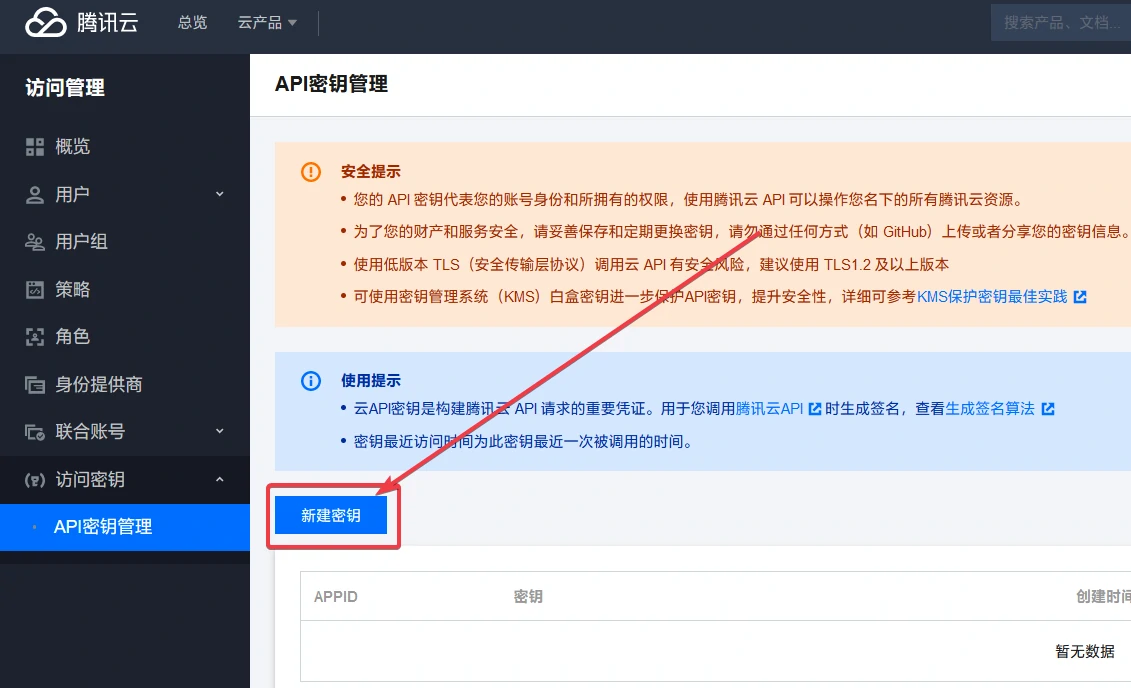 腾讯云 总览 云产品 搜索产品、文档...
访问管理
概览
用户
用户组
策略
角色
身份提供商
联合账号
访问密钥
API密钥管理
API密钥管理
安全提示
• 您的 API 密钥代表您的账号身份和所拥有的权限，使用腾讯云 API 可以操作您名下的所有腾讯云资源。
• 为了您的财产和服务安全，请妥善保存和定期更换密钥，请勿通过任何方式（如 GitHub）上传或者分享您的密钥信息。
• 使用低版本 TLS（安全传输层协议）调用云 API 有安全风险，建议使用 TLS1.2 及以上版本
• 可使用密钥管理系统（KMS）白盒密钥进一步保护API密钥，提升安全性，详细可参考KMS保护密钥最佳实践
使用提示
• 云API密钥是构建腾讯云 API 请求的重要凭证。用于您调用腾讯云API 时生成签名，查看生成签名算法
• 密钥最近访问时间为此密钥最近一次被调用的时间。
新建密钥
APPID 密钥 创建时间
暂无数据